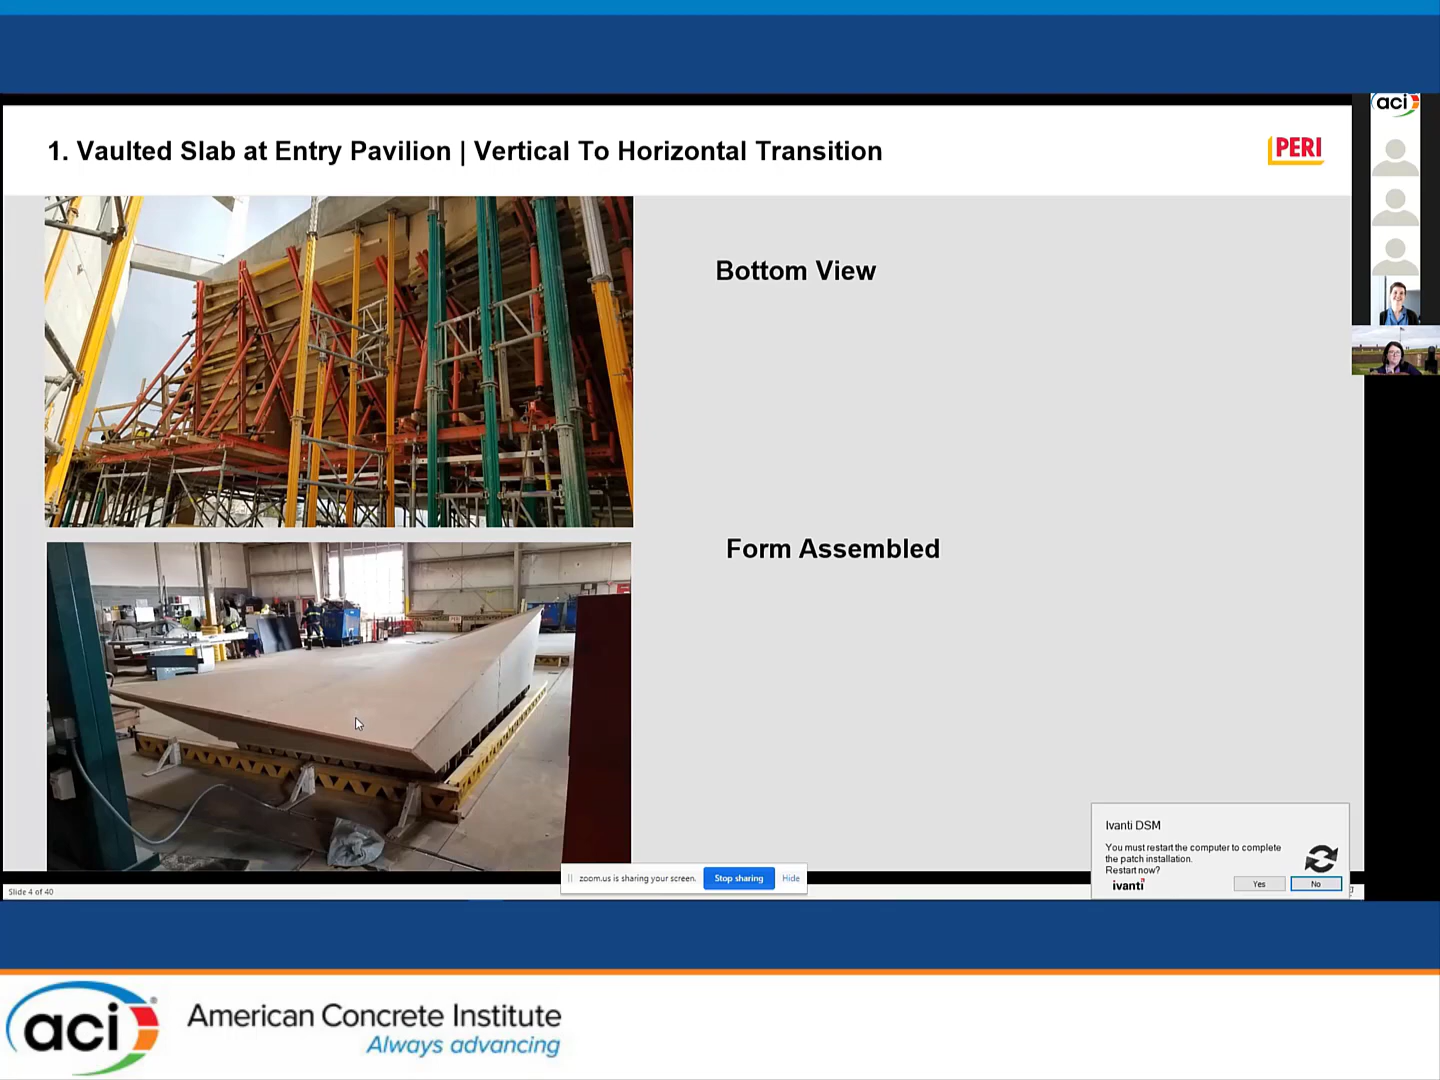 aci
1. Vaulted Slab at Entry Pavilion | Vertical To Horizontal Transition
PERI
Bottom View
Form Assembled
Ivanti DSM
You must restart the computer to complete
the patch installation.
Restart now?
ivanti
Yes
No
zoom.us is sharing your screen.
Stop sharing
Hide
Slide 4 of 40
aci
American Concrete Institute
Always advancing